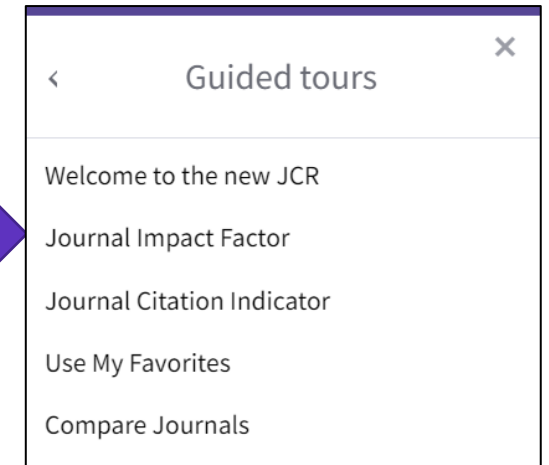 Guided tours
Welcome to the new JCR
Journal Impact Factor
Journal Citation Indicator
Use My Favorites
Compare Journals